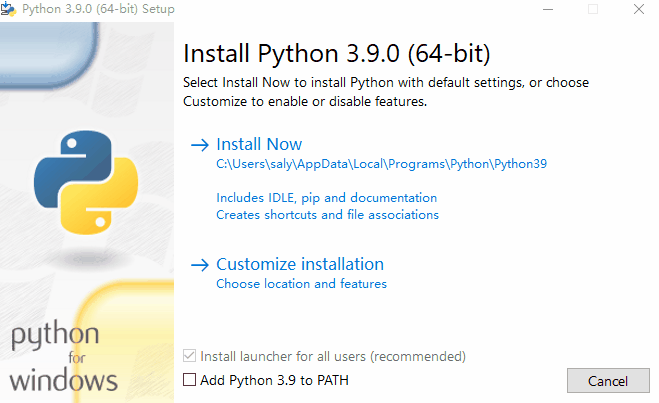 Python 3.9.0 (64-bit) Setup
Install Python 3.9.0 (64-bit)
Select Install Now to install Python with default settings, or choose
Customize to enable or disable features.
Install Now
C:\Users\saly\AppData\Local\Programs\Python\Python39
Includes IDLE, pip and documentation
Creates shortcuts and file associations
Customize installation
Choose location and features
python
for
windows
Install launcher for all users (recommended)
Add Python 3.9 to PATH
Cancel